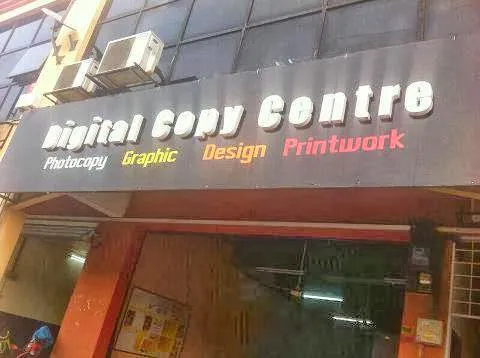 Digital Copy Centre
Photocopy Graphic Design Printwork